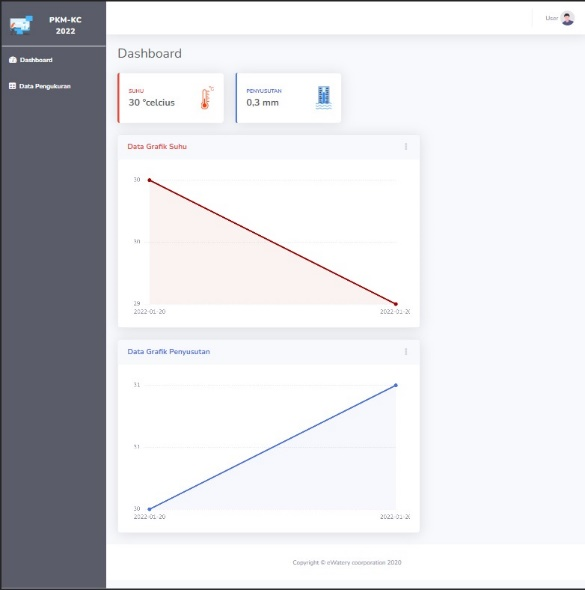 PKM-KC
2022
User
Dashboard
Data Pengukuran
Dashboard
SUHU
30 °celcius
PENYUSUTAN
0,3 mm
Data Grafik Suhu
30
30
29
2022-01-20
2022-01-20
Data Grafik Penyusutan
31
31
30
2022-01-20
2022-01-20
Copyright © eWatery coorporation 2020